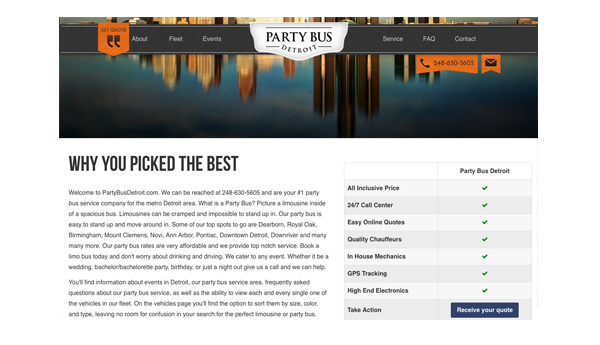 GET QUOTE
About Fleet Events
PARTY BUS
DETROIT
Service FAQ Contact
248-630-5605
WHY YOU PICKED THE BEST
Welcome to PartyBusDetroit.com. We can be reached at 248-630-5605 and are your #1 party
bus service company for the metro Detroit area. What is a Party Bus? Picture a limousine inside
of a spacious bus. Limousines can be cramped and impossible to stand up in. Our party bus is
easy to stand up and move around in. Some of our top spots to go are Dearborn, Royal Oak,
Birmingham, Mount Clemens, Novi, Ann Arbor, Pontiac, Downtown Detroit, Downriver and many
many more. Our party bus rates are very affordable and we provide top notch service. Book a
limo bus today and don't worry about drinking and driving. We cater to any event. Whether it be a
wedding, bachelor/bachelorette party, birthday, or just a night out give us a call and we can help.
You'll find information about events in Detroit, our party bus service area, frequently asked
questions about our party bus service, as well as the ability to view each and every single one of
the vehicles in our fleet. On the vehicles page you'll find the option to sort them by size, color,
and type, leaving no room for confusion in your search for the perfect limousine or party bus.
Party Bus Detroit
All Inclusive Price
24/7 Call Center
Easy Online Quotes
Quality Chauffeurs
In House Mechanics
GPS Tracking
High End Electronics
Take Action Receive your quote